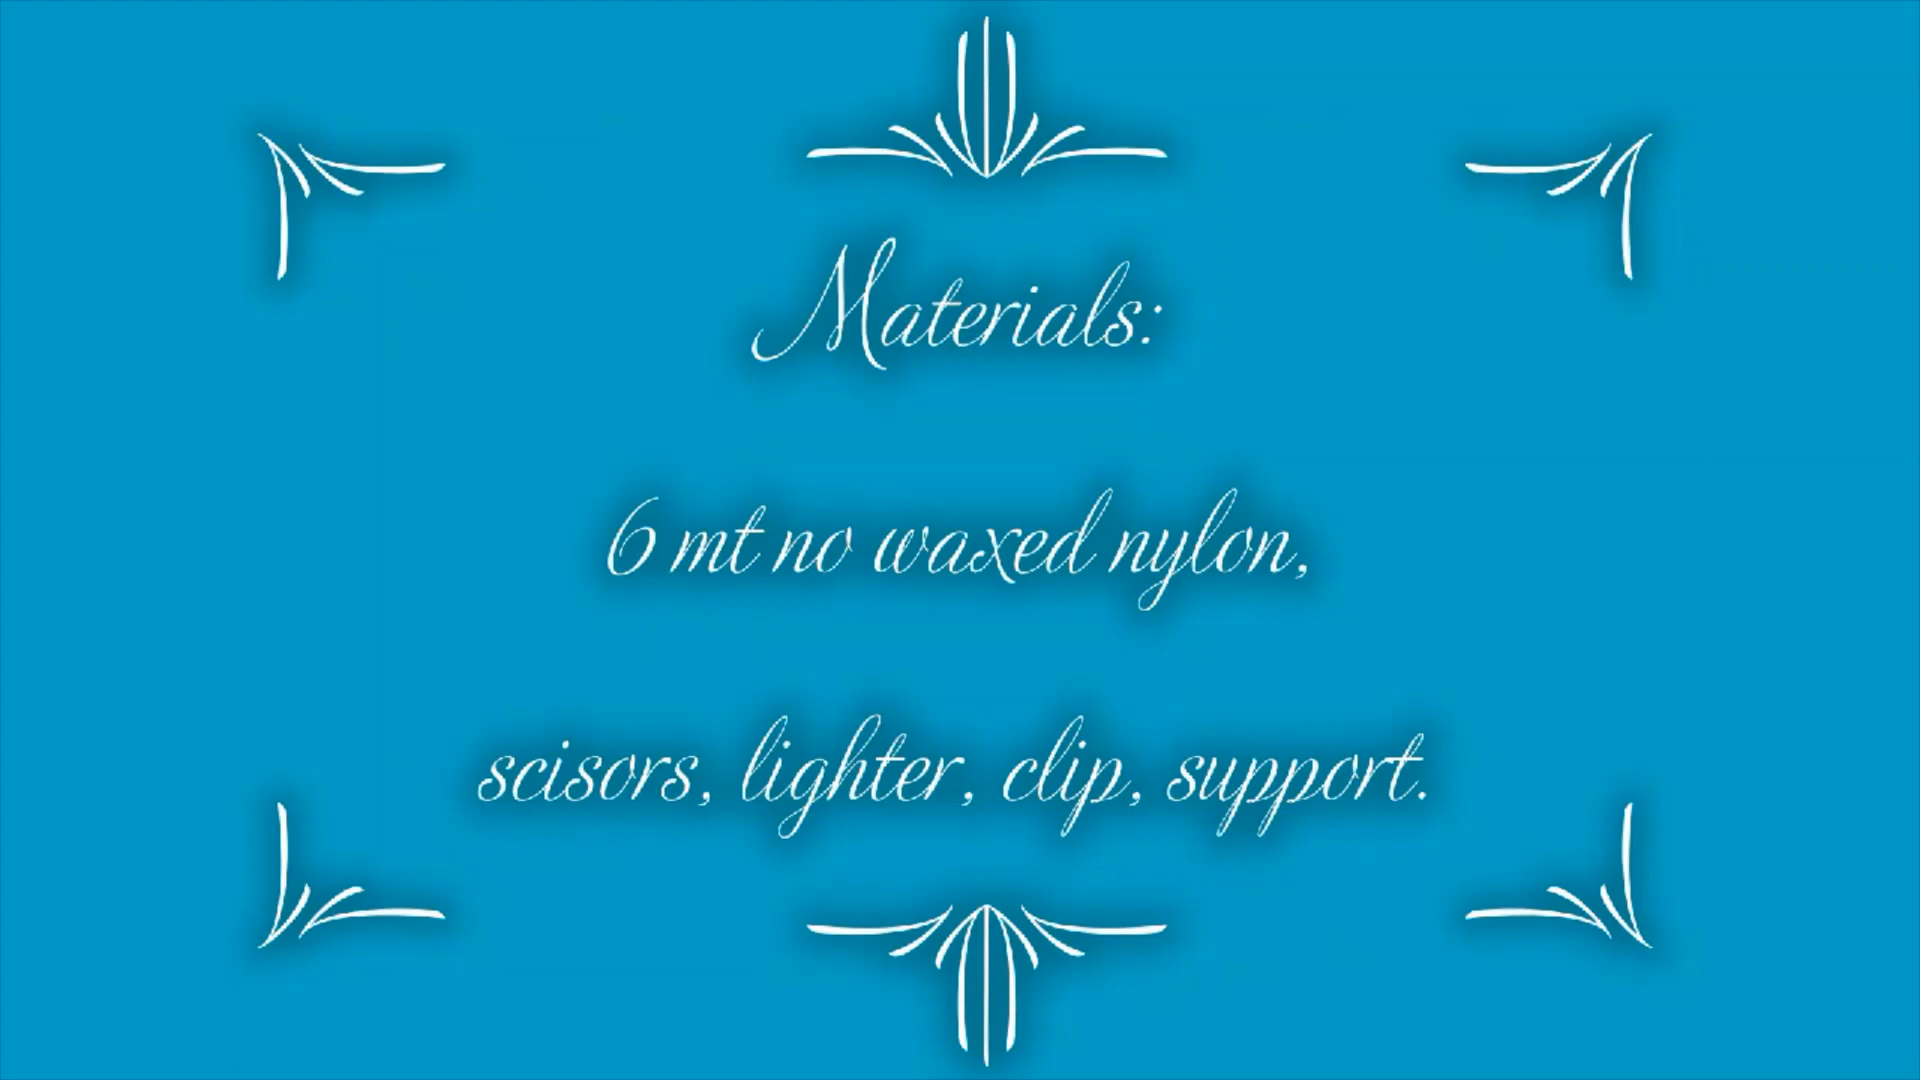 Materials:
6 mt no waxed nylon,
scisors, lighter, clip, support.